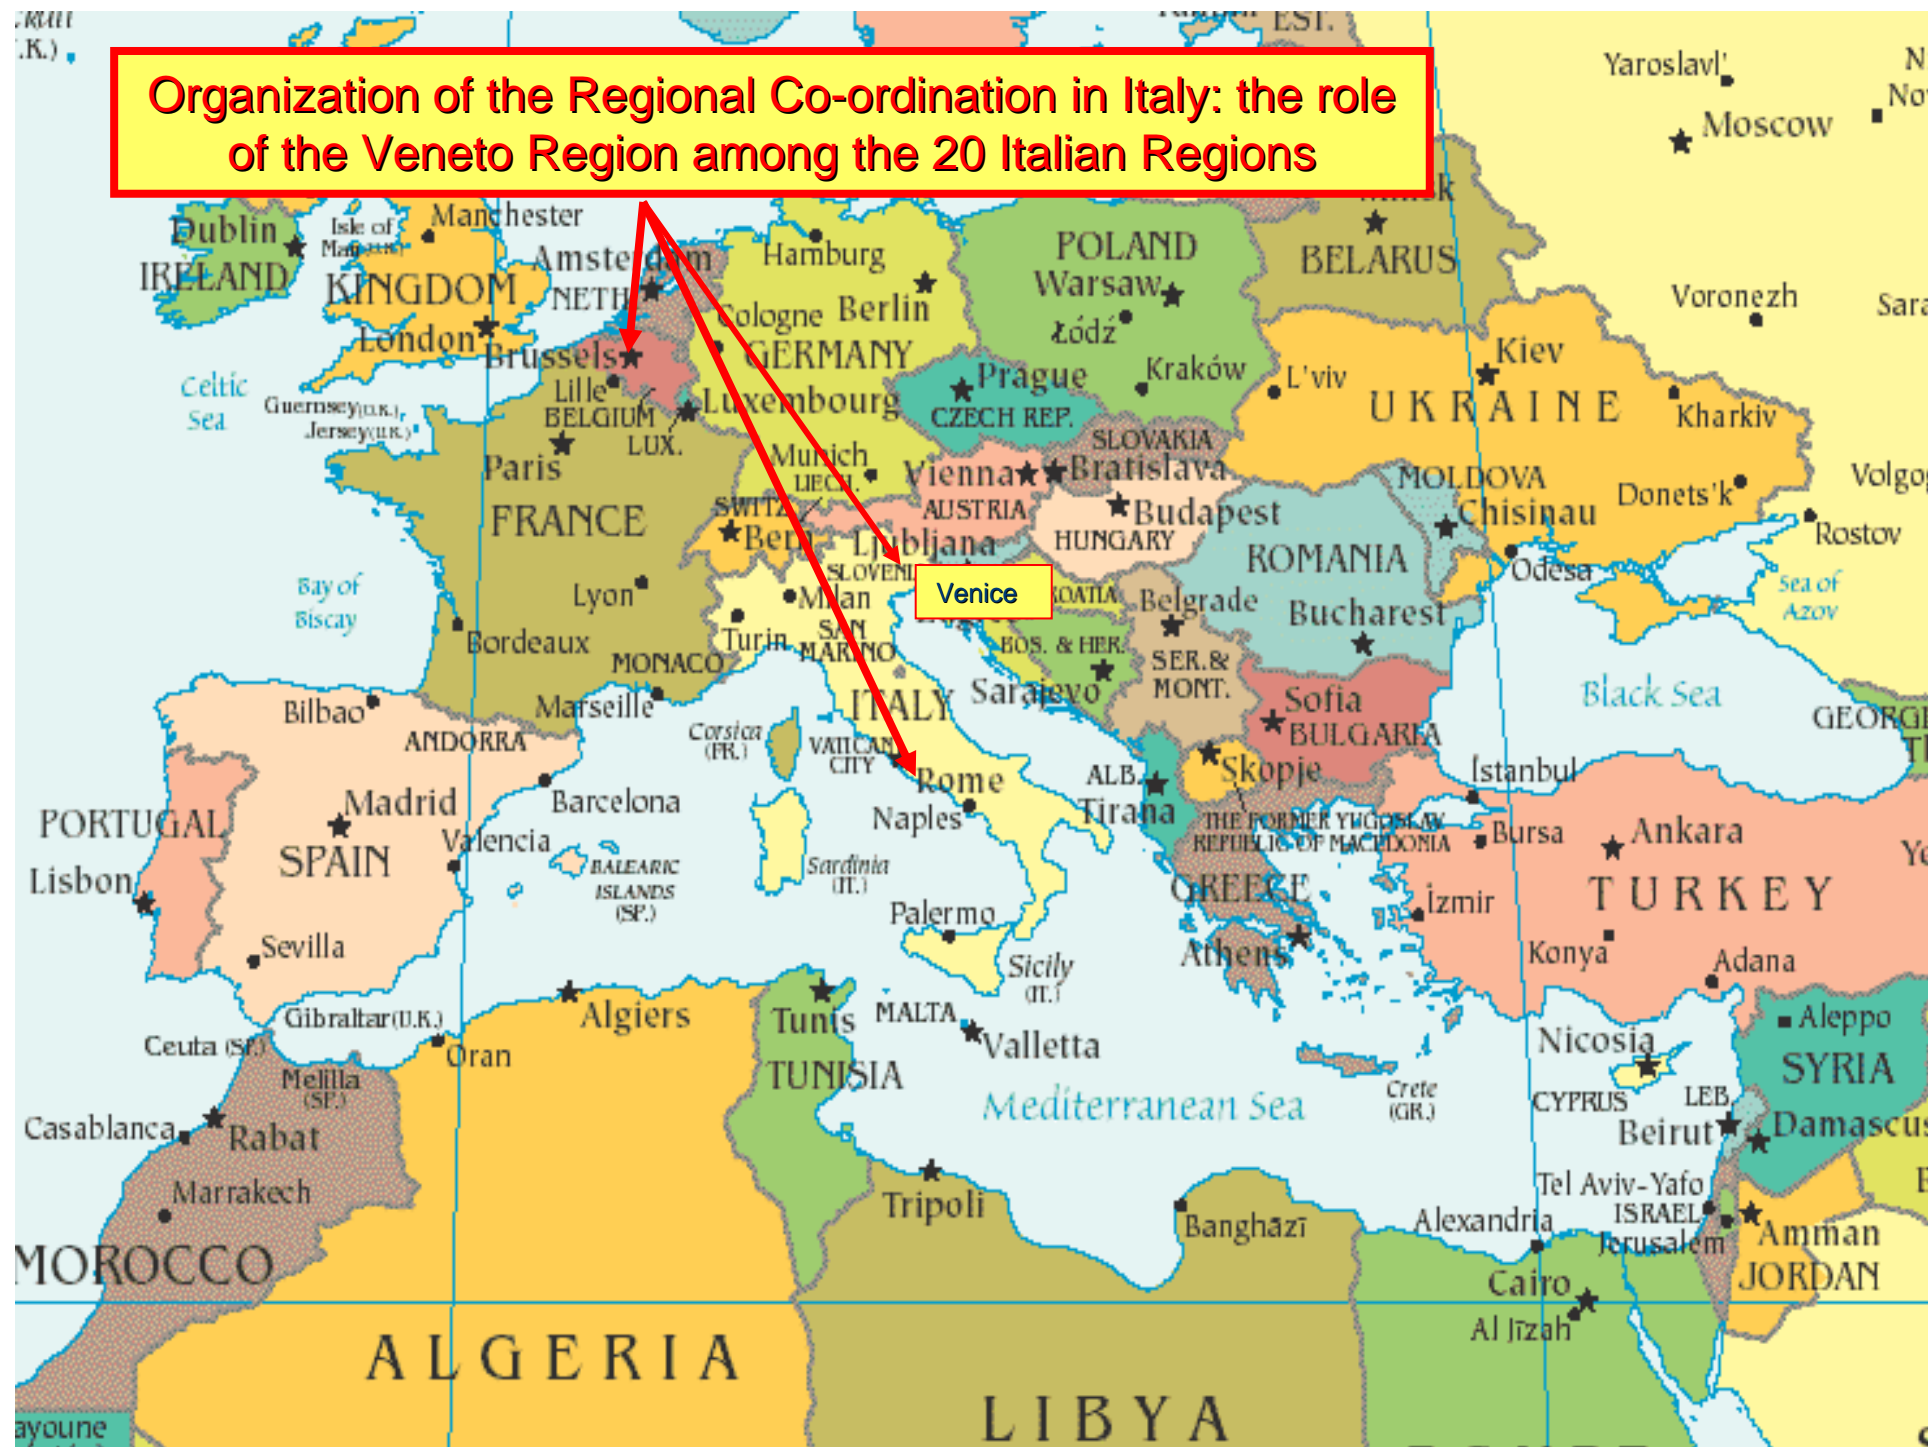 Organization of the Regional Co-ordination in Italy: the role
of the Veneto Region among the 20 Italian Regions
(U.K.)
EST.
Yaroslavl'
Moscow
Dublin
IRELAND
Isle of
Man (U.K.)
Manchester
KINGDOM
London
Amsterdam
NETH.
Hamburg
Berlin
Cologne
GERMANY
POLAND
Warsaw
Łódź
Kraków
Minsk
BELARUS
Voronezh
Brussels
Lille
BELGIUM
LUX.
Luxembourg
Prague
CZECH REP.
L'viv
Kiev
UKRAINE
Kharkiv
Celtic
Sea
Guernsey (U.K.)
Jersey (U.K.)
Paris
FRANCE
Munich
LIECH.
Vienna
AUSTRIA
SLOVAKIA
Bratislava
Budapest
HUNGARY
MOLDOVA
Chisinau
Donets'k
Rostov
SWITZ.
Bern
Ljubljana
SLOVENIA
Venice
CROATIA
Zagreb
ROMANIA
Odesa
Sea of
Azov
Bay of
Biscay
Lyon
Bordeaux
Milan
Turin
SAN
MARINO
MONACO
Marseille
BOS. & HER.
Sarajevo
Belgrade
SER. &
MONT.
Bucharest
Black Sea
ITALY
Sofia
BULGARIA
Bilbao
ANDORRA
Corsica
(FR.)
VATICAN
CITY
Rome
Naples
ALB.
Tirana
Skopje
THE FORMER YUGOSLAV
REPUBLIC OF MACEDONIA
İstanbul
Bursa
Ankara
TURKEY
PORTUGAL
Lisbon
Madrid
SPAIN
Barcelona
Valencia
Sevilla
BALEARIC
ISLANDS
(SP.)
Sardinia
(IT.)
Palermo
Sicily
(IT.)
GREECE
Athens
İzmir
Konya
Adana
Gibraltar (U.K.)
Ceuta (SP.)
Melilla
(SP.)
Oran
Algiers
Tunis
TUNISIA
MALTA
Valletta
Mediterranean Sea
Crete
(GR.)
Nicosia
CYPRUS
Aleppo
SYRIA
LEB.
Beirut
Damascus
Casablanca
Rabat
Marrakech
MOROCCO
Tripoli
Banghāzī
Alexandria
Tel Aviv-Yafo
ISRAEL
Jerusalem
Amman
JORDAN
Cairo
Al Jīzah
ALGERIA
LIBYA